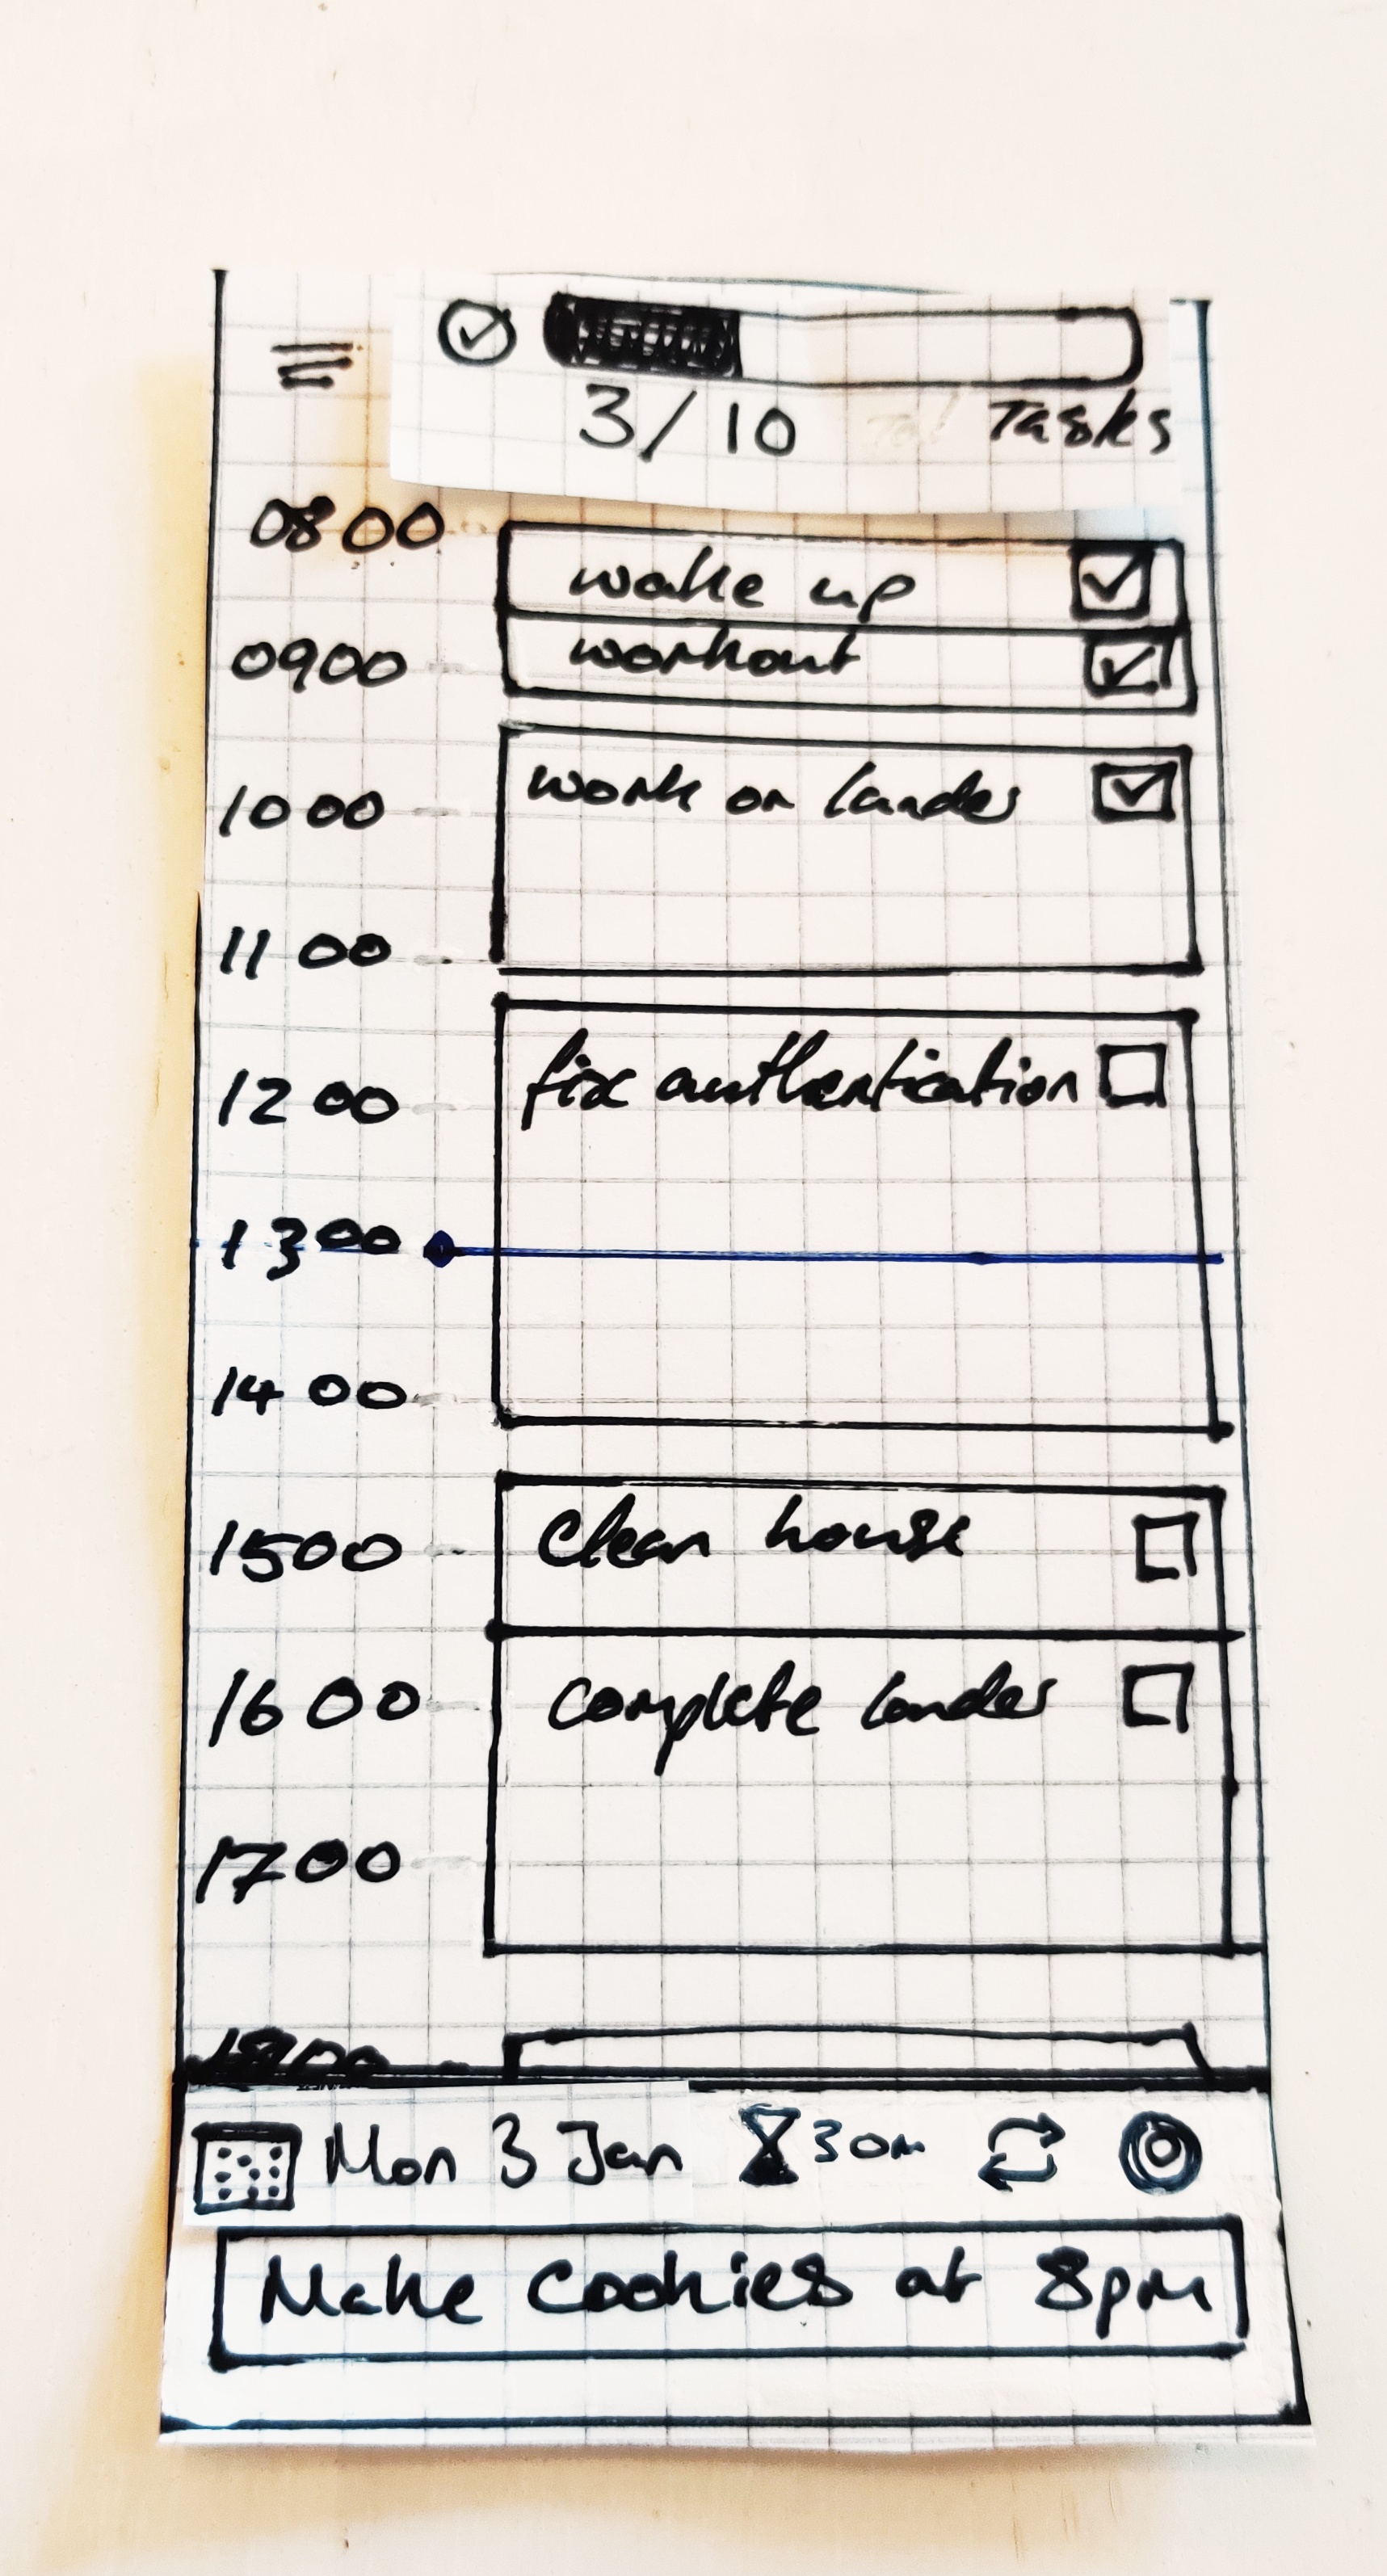 3/10 Tasks
0800
wake up
0900
workout
1000
work on lander
1100
1200
fix authentication
1300
1400
1500
Clean house
1600
complete lander
1700
1800
Mon 3 Jan 30m
Make Cookies at 8pm